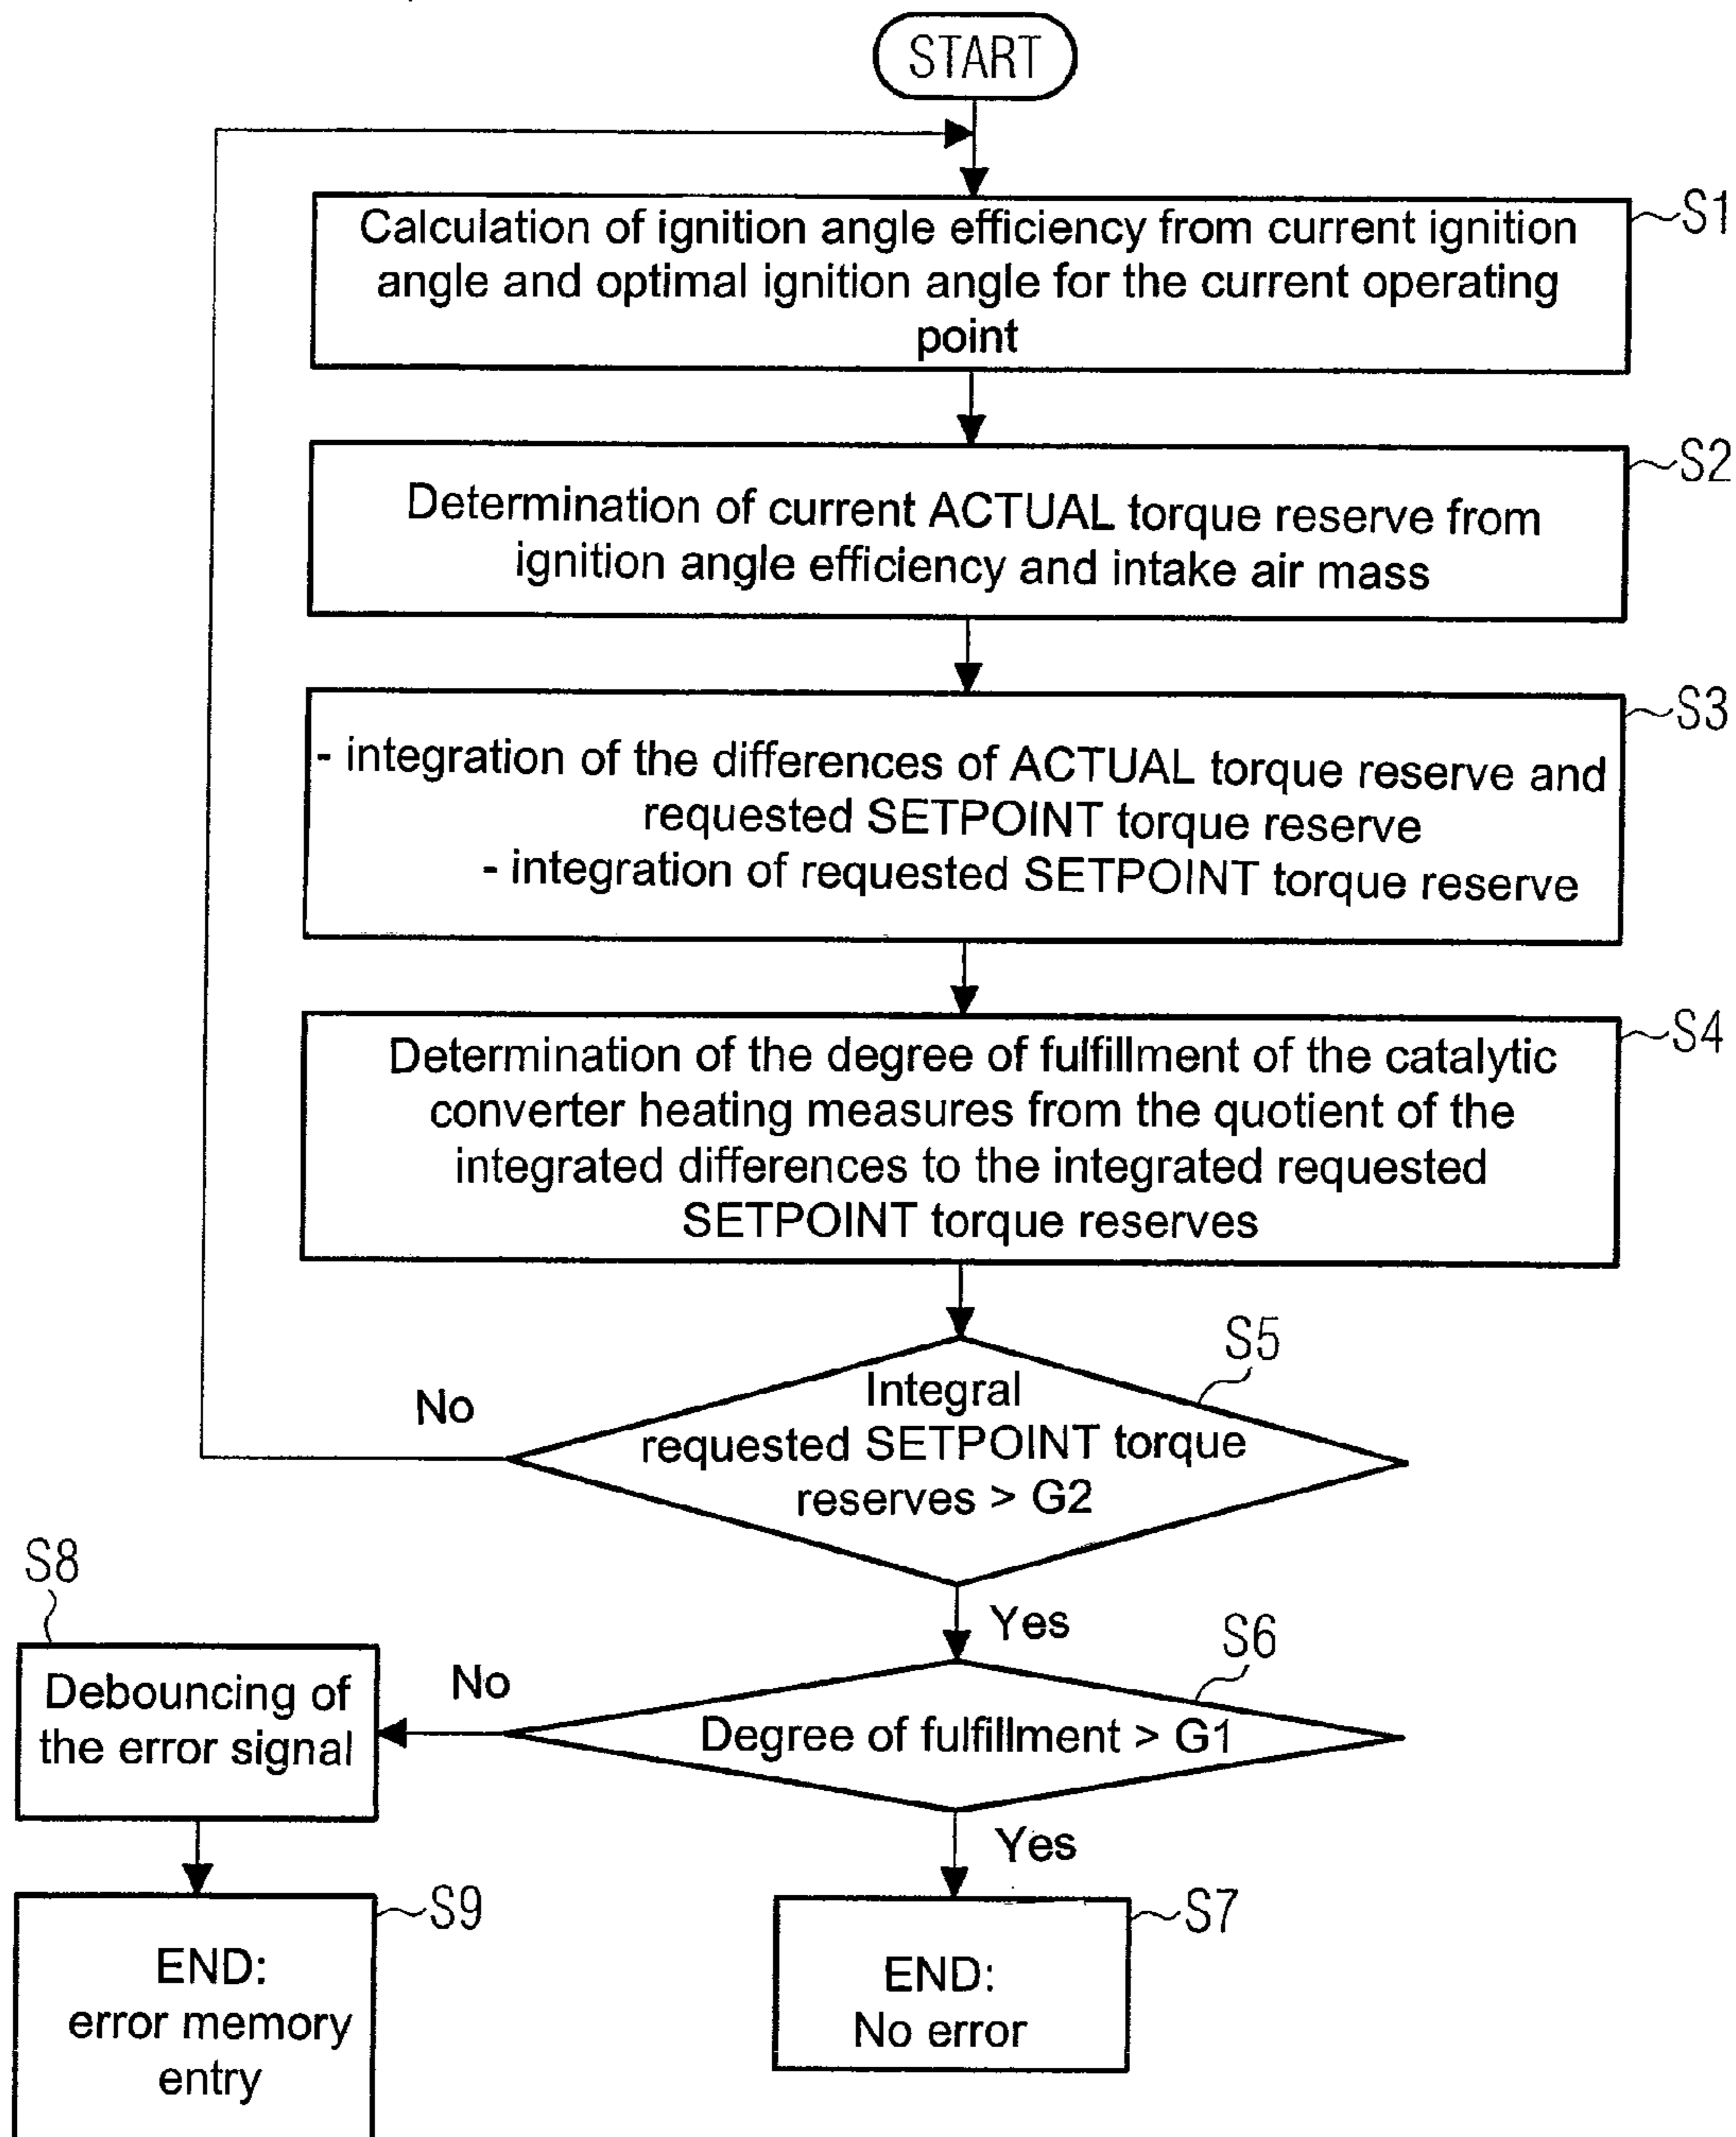 START
Calculation of ignition angle efficiency from current ignition
angle and optimal ignition angle for the current operating
point
S1
Determination of current ACTUAL torque reserve from
ignition angle efficiency and intake air mass
S2
- integration of the differences of ACTUAL torque reserve and
requested SETPOINT torque reserve
- integration of requested SETPOINT torque reserve
S3
Determination of the degree of fulfillment of the catalytic
converter heating measures from the quotient of the
integrated differences to the integrated requested
SETPOINT torque reserves
S4
S5
No
Integral
requested SETPOINT torque
reserves > G2
Yes
S6
No
Degree of fulfillment > G1
S8
Debouncing of
the error signal
Yes
S9
END:
error memory
entry
S7
END:
No error